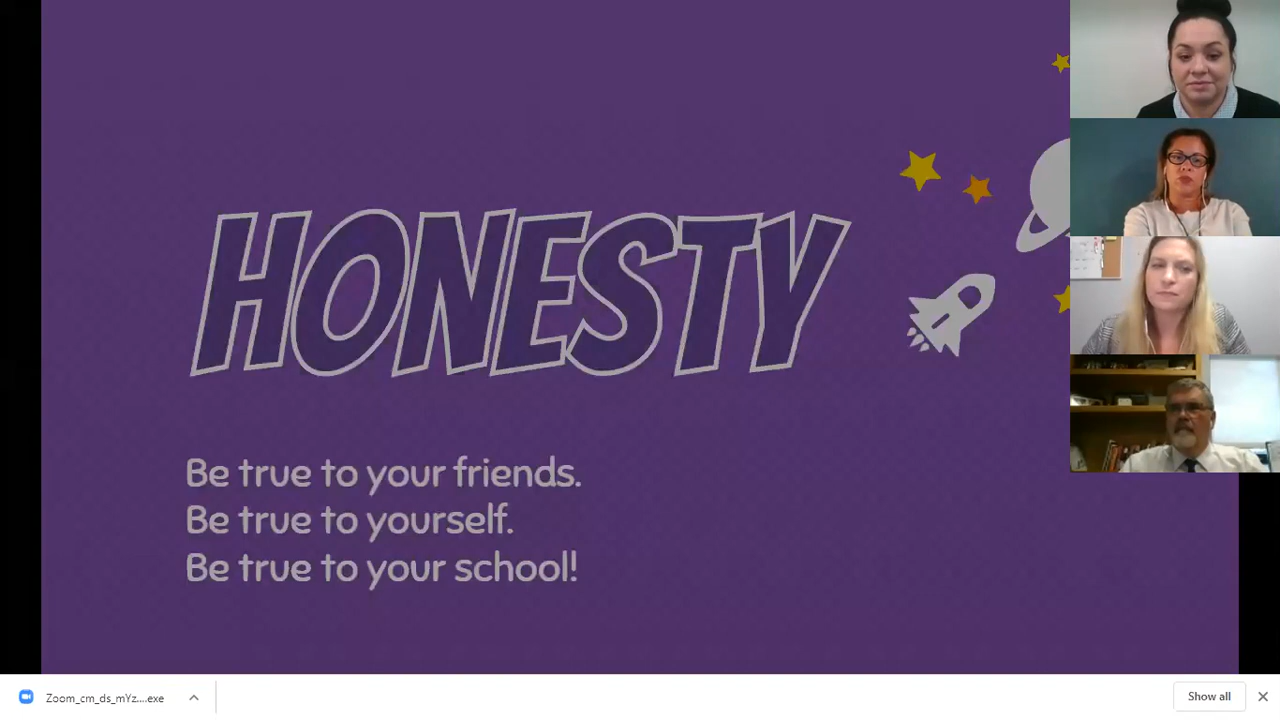 HONESTY
Be true to your friends.
Be true to yourself.
Be true to your school!
Zoom_cm_ds_mYz....exe
Show all